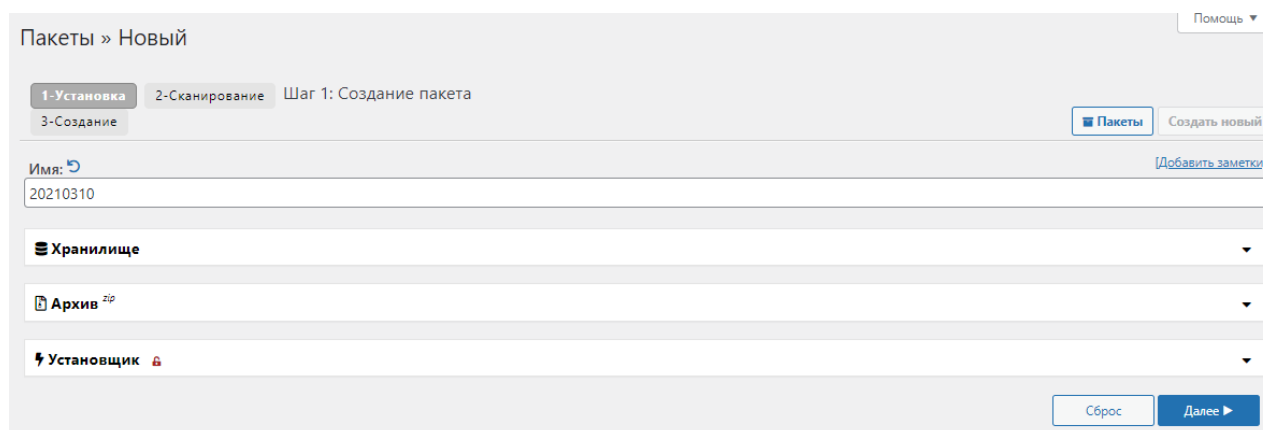 Помощь
Пакеты » Новый
1-Установка 2-Сканирование Шаг 1: Создание пакета
3-Создание
Пакеты Создать новый
Имя:
[Добавить заметки
20210310
Хранилище
Архив zip
Установщик
Сброс Далее